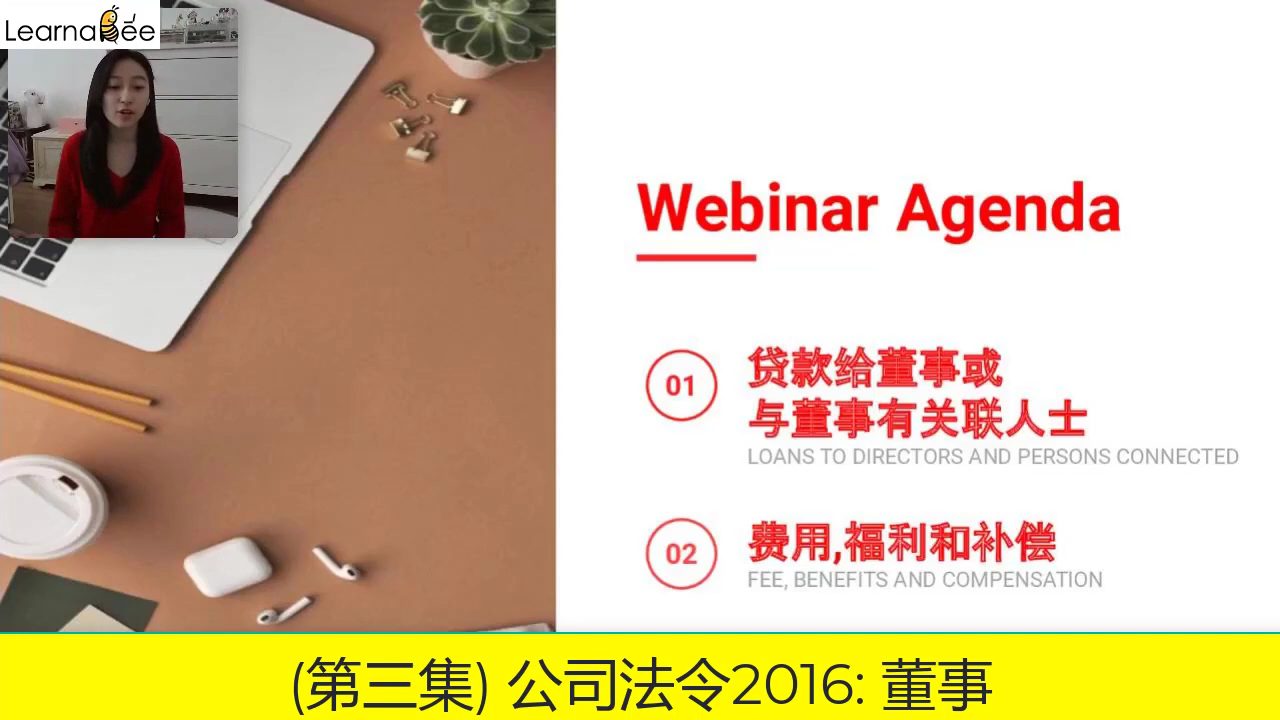 LearnaBee
Webinar Agenda
01
贷款给董事或
与董事有关联人士
LOANS TO DIRECTORS AND PERSONS CONNECTED
02
费用,福利和补偿
FEE, BENEFITS AND COMPENSATION
(第三集) 公司法令2016: 董事